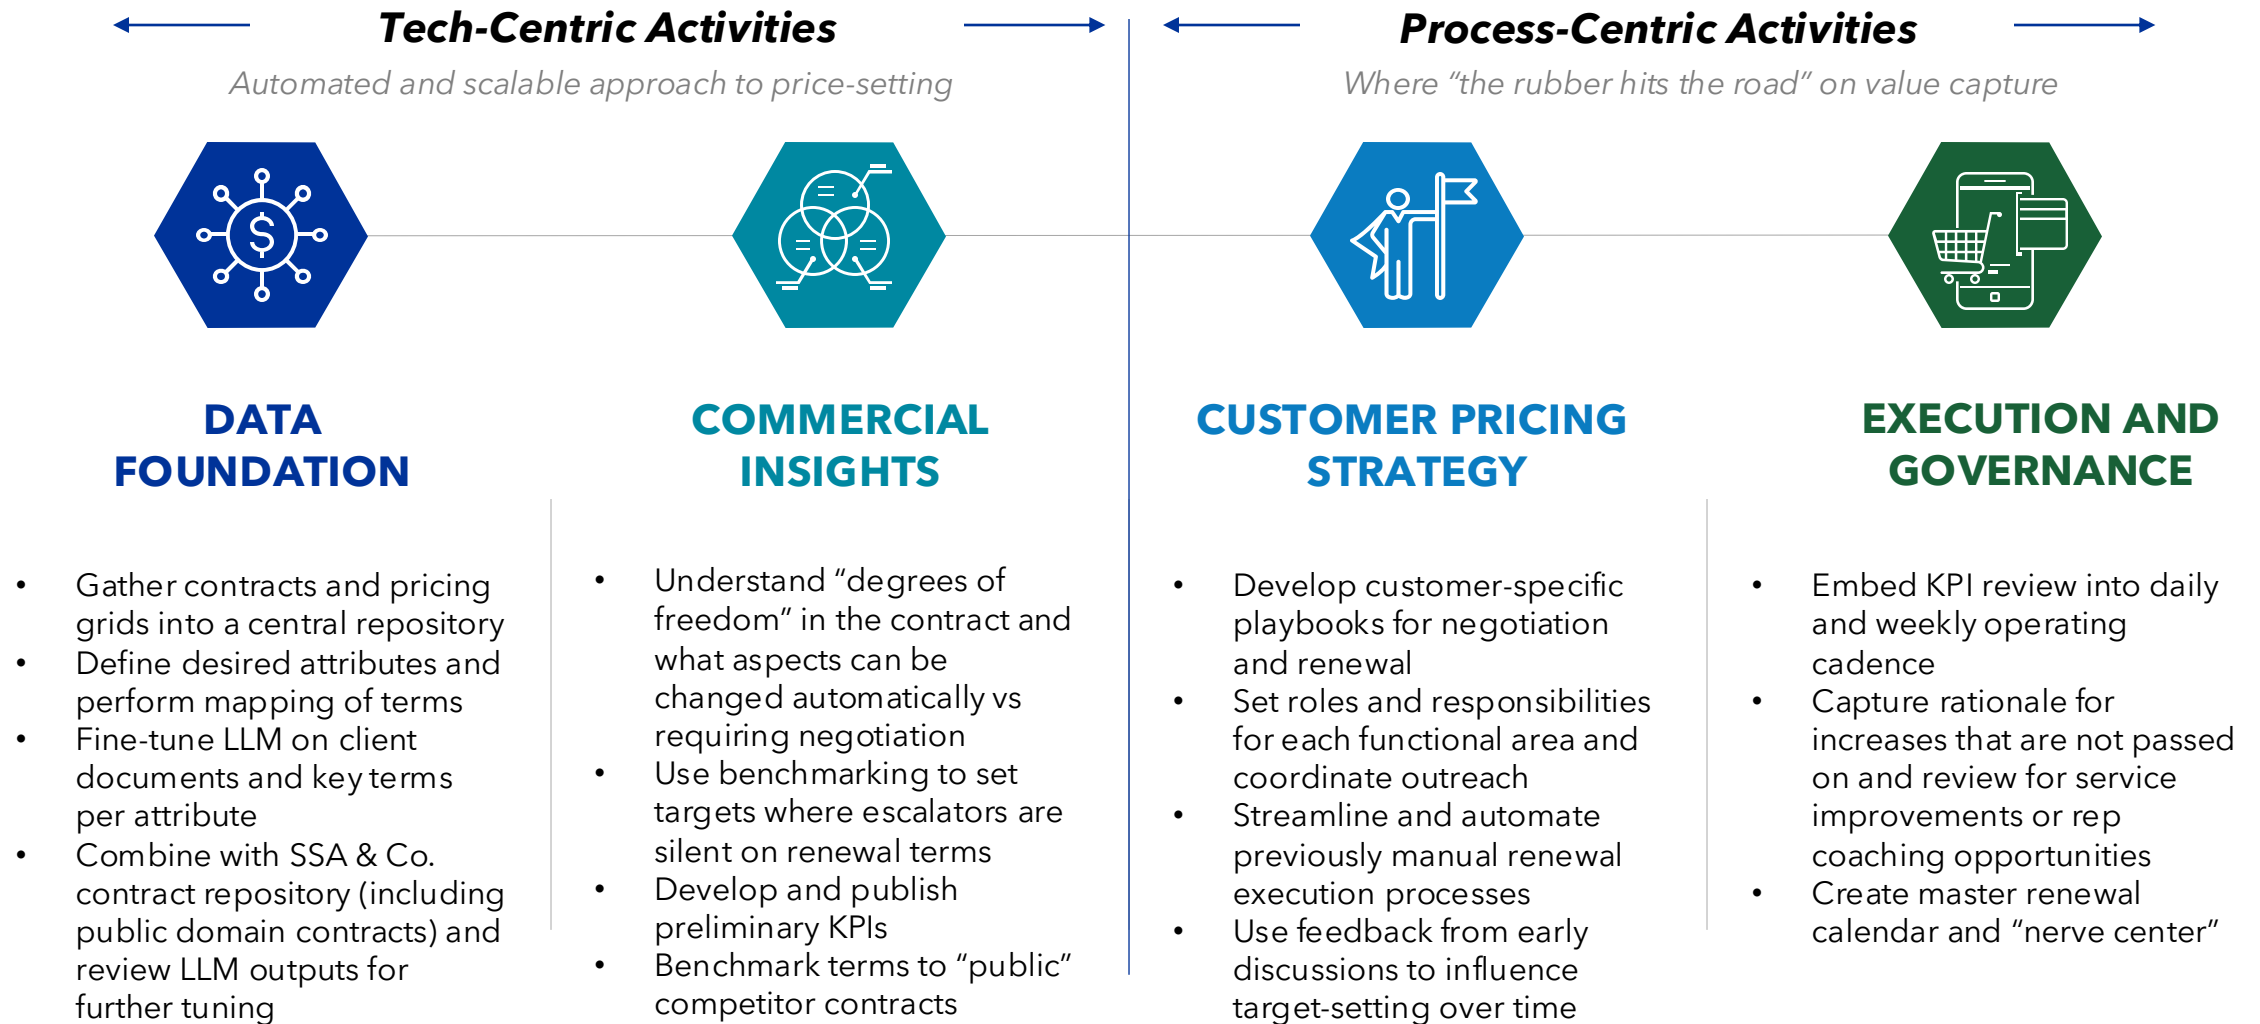 Tech-Centric Activities
Automated and scalable approach to price-setting
Process-Centric Activities
Where “the rubber hits the road” on value capture
$
DATA
FOUNDATION
• Gather contracts and pricing
grids into a central repository
• Define desired attributes and
perform mapping of terms
• Fine-tune LLM on client
documents and key terms
per attribute
• Combine with SSA & Co.
contract repository (including
public domain contracts) and
review LLM outputs for
further tuning
COMMERCIAL
INSIGHTS
• Understand “degrees of
freedom” in the contract and
what aspects can be
changed automatically vs
requiring negotiation
• Use benchmarking to set
targets where escalators are
silent on renewal terms
• Develop and publish
preliminary KPIs
• Benchmark terms to “public”
competitor contracts
CUSTOMER PRICING
STRATEGY
• Develop customer-specific
playbooks for negotiation
and renewal
• Set roles and responsibilities
for each functional area and
coordinate outreach
• Streamline and automate
previously manual renewal
execution processes
• Use feedback from early
discussions to influence
target-setting over time
EXECUTION AND
GOVERNANCE
• Embed KPI review into daily
and weekly operating
cadence
• Capture rationale for
increases that are not passed
on and review for service
improvements or rep
coaching opportunities
• Create master renewal
calendar and “nerve center”